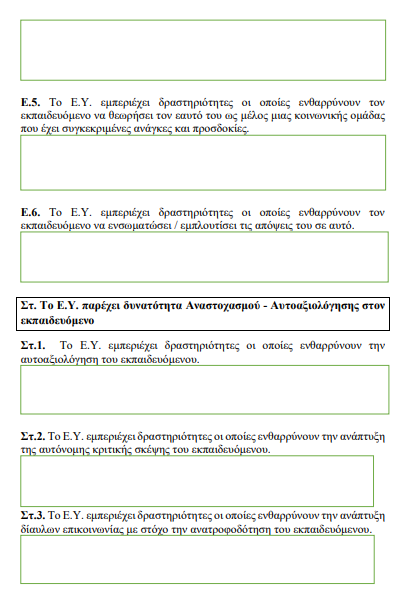 Ε.5. Το Ε.Υ. εμπεριέχει δραστηριότητες οι οποίες ενθαρρύνουν τον
εκπαιδευόμενο να θεωρήσει τον εαυτό του ως μέλος μιας κοινωνικής ομάδας
που έχει συγκεκριμένες ανάγκες και προσδοκίες.
Ε.6. Το Ε.Υ. εμπεριέχει δραστηριότητες οι οποίες ενθαρρύνουν τον
εκπαιδευόμενο να ενσωματώσει / εμπλουτίσει τις απόψεις του σε αυτό.
Στ. Το Ε.Υ. παρέχει δυνατότητα Αναστοχασμού - Αυτοαξιολόγησης στον
εκπαιδευόμενο
Στ.1. Το Ε.Υ. εμπεριέχει δραστηριότητες οι οποίες ενθαρρύνουν την
αυτοαξιολόγηση του εκπαιδευόμενου.
Στ.2. Το Ε.Υ. εμπεριέχει δραστηριότητες οι οποίες ενθαρρύνουν την ανάπτυξη
της αυτόνομης κριτικής σκέψης του εκπαιδευόμενου.
Στ.3. Το Ε.Υ. εμπεριέχει δραστηριότητες οι οποίες ενθαρρύνουν την ανάπτυξη
δίαυλων επικοινωνίας με στόχο την ανατροφοδότηση του εκπαιδευόμενου.